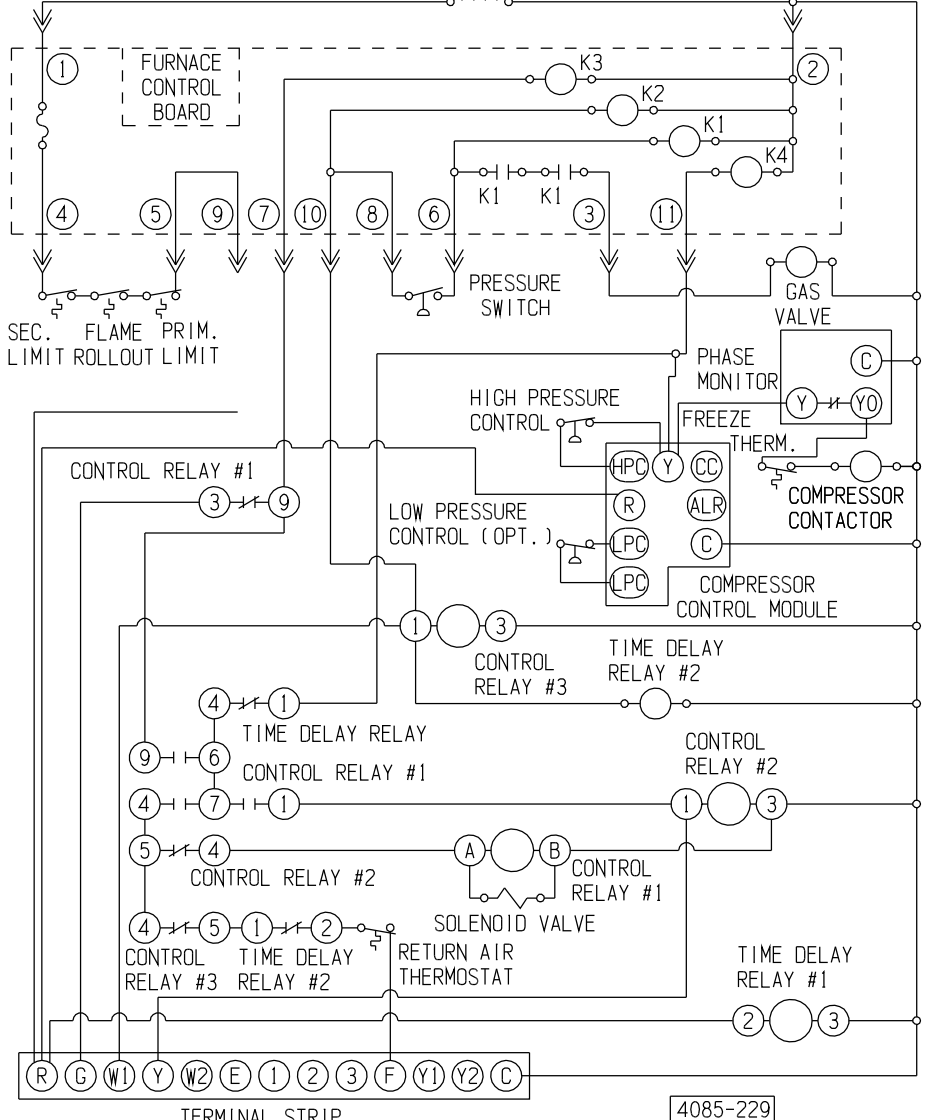 FURNACE
CONTROL
BOARD
1
K3
2
K2
K1
K4
K1 K1
4 5 9 7 10 8 6 3 11
PRESSURE
SWITCH
GAS
VALVE
SEC. FLAME PRIM.
LIMIT ROLLOUT LIMIT
PHASE
MONITOR
C
Y YO
HIGH PRESSURE
CONTROL
FREEZE
THERM.
HPC Y CC
R ALR
LPC C
LPC
COMPRESSOR
CONTACTOR
CONTROL RELAY #1
3 9
LOW PRESSURE
CONTROL (OPT.)
COMPRESSOR
CONTROL MODULE
1 3
CONTROL
RELAY #3
TIME DELAY
RELAY #2
4 1
TIME DELAY RELAY
9 6
CONTROL RELAY #1
CONTROL
RELAY #2
4 7 1 1 3
5 4 A B
CONTROL RELAY #2
CONTROL
RELAY #1
SOLENOID VALVE
4 5 1 2
CONTROL
RELAY #3
TIME DELAY
RELAY #2
RETURN AIR
THERMOSTAT
TIME DELAY
RELAY #1
2 3
R G W1 Y W2 E 1 2 3 F Y1 Y2 C
TERMINAL STRIP
4085-229